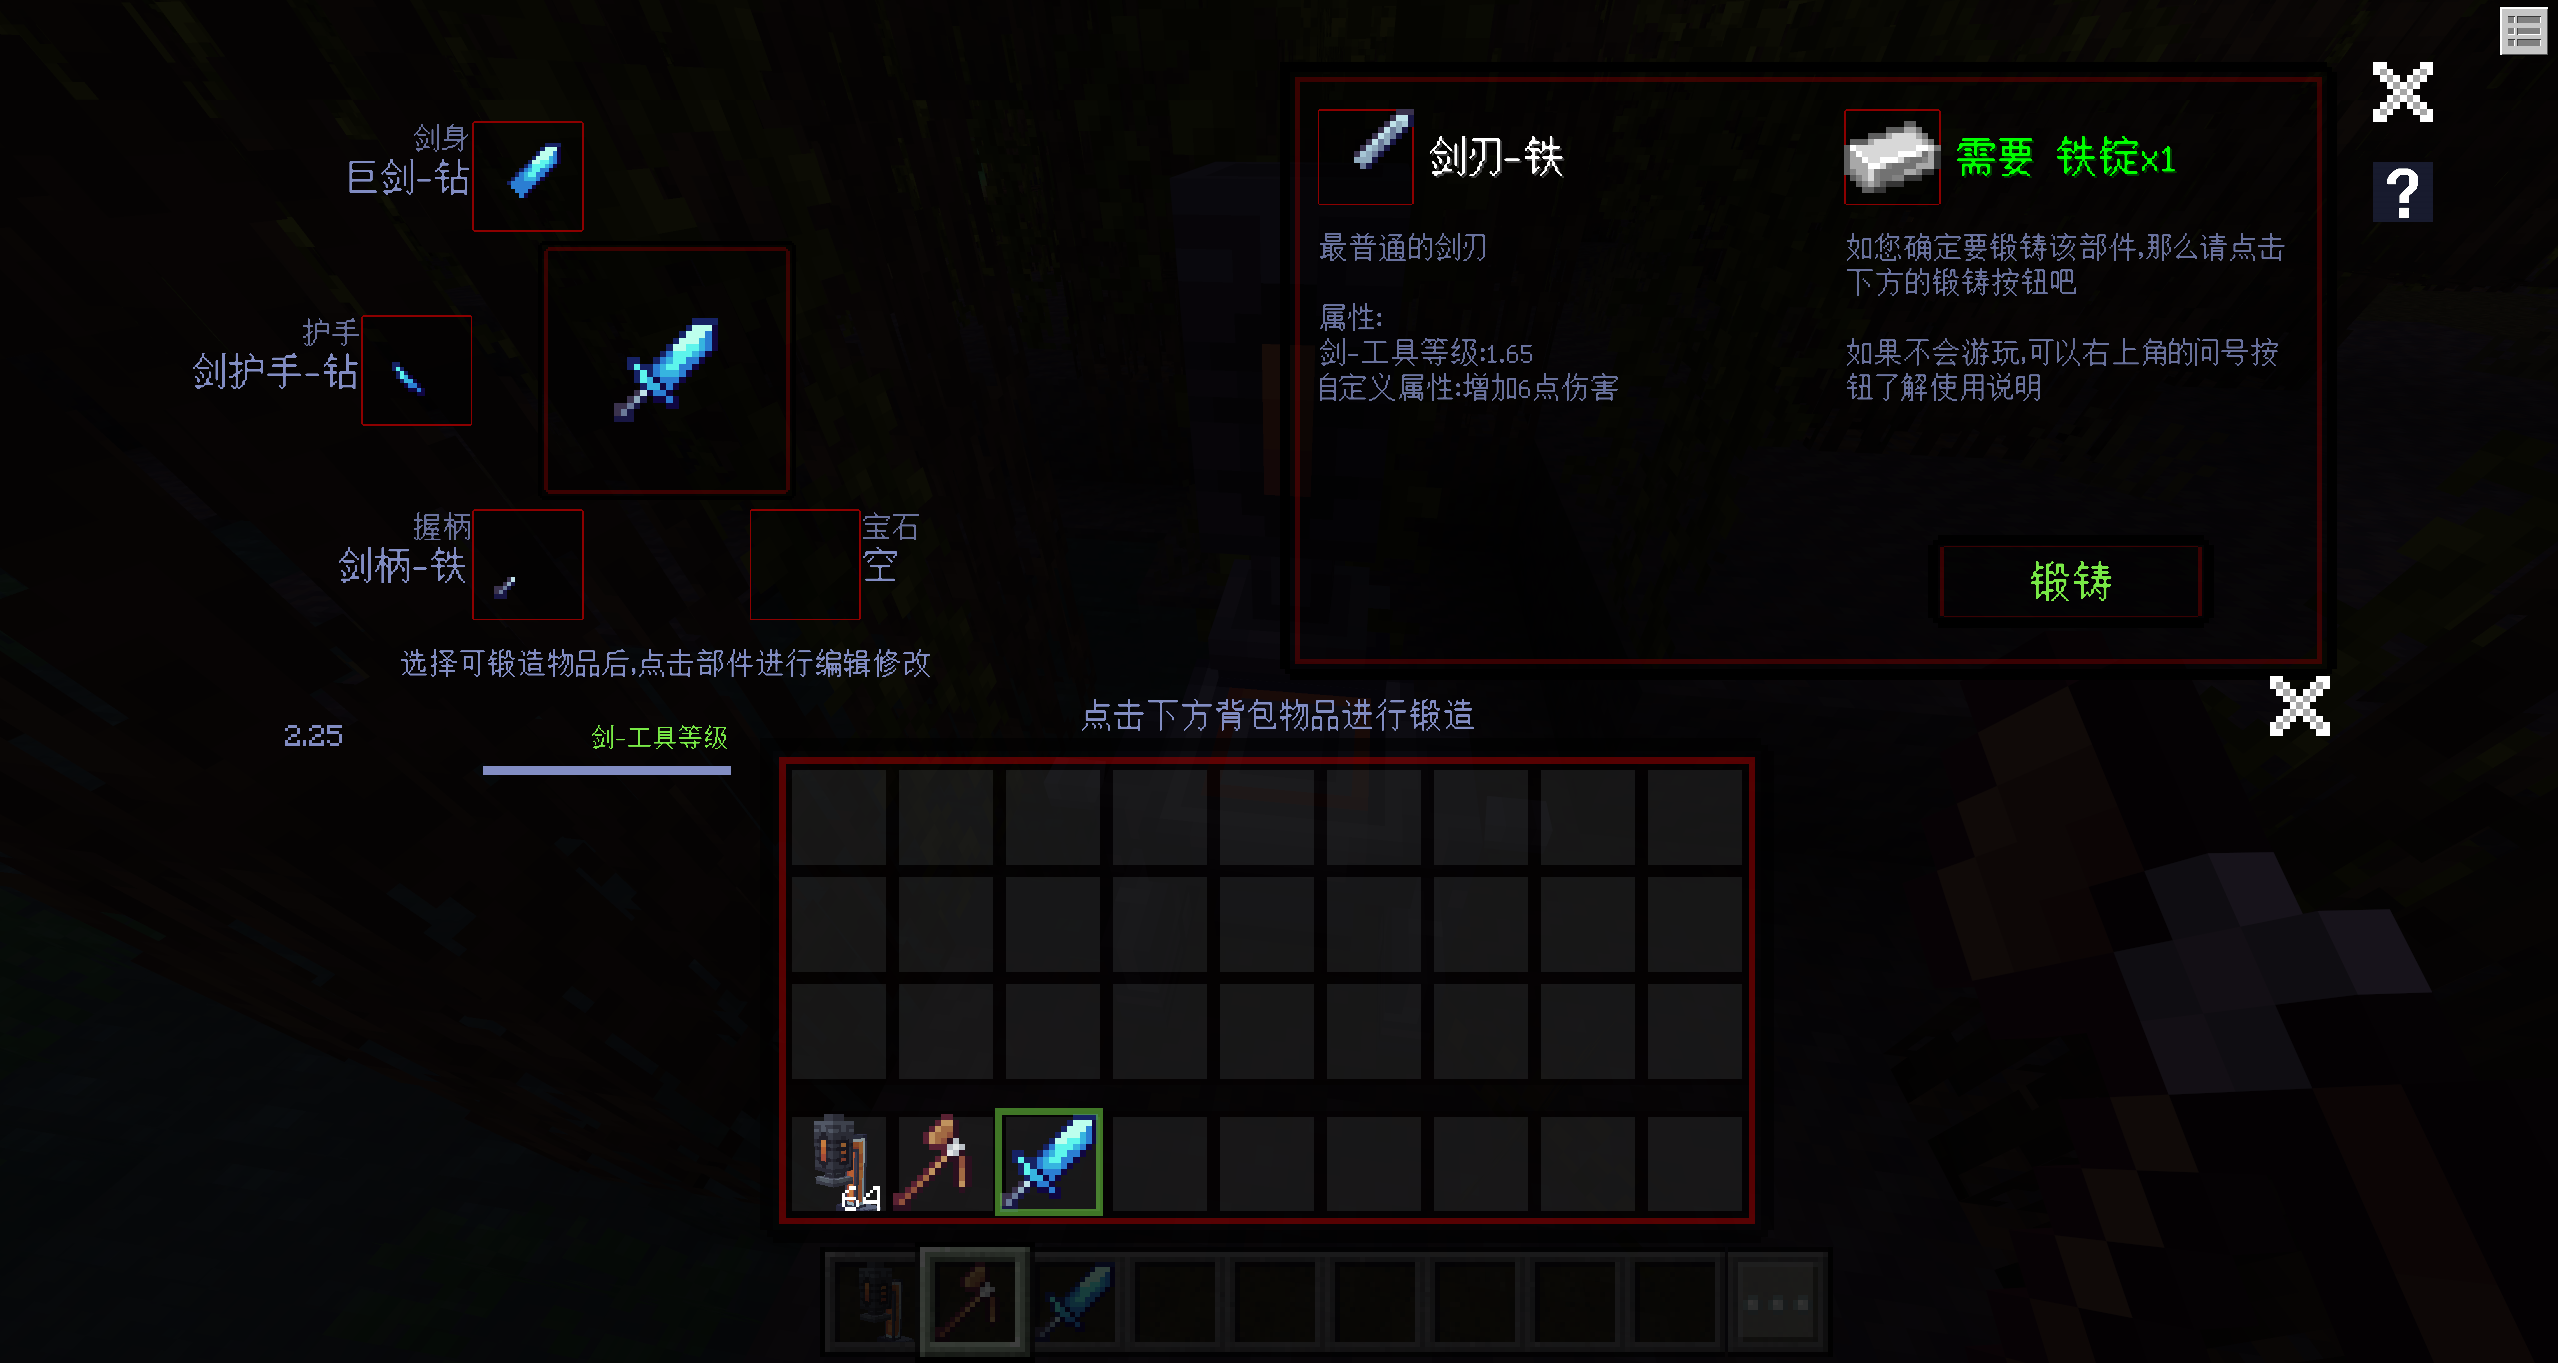 剑身
巨剑-钻
护手
剑护手-钻
握柄
剑柄-铁
宝石
空
选择可锻造物品后,点击部件进行编辑修改
2.25
剑-工具等级
剑刃-铁
最普通的剑刃
属性:
剑-工具等级:1.65
自定义属性:增加6点伤害
需要 铁锭x1
如您确定要锻铸该部件,那么请点击
下方的锻铸按钮吧
如果不会游玩,可以右上角的问号按
钮了解使用说明
锻铸
?
点击下方背包物品进行锻造
64